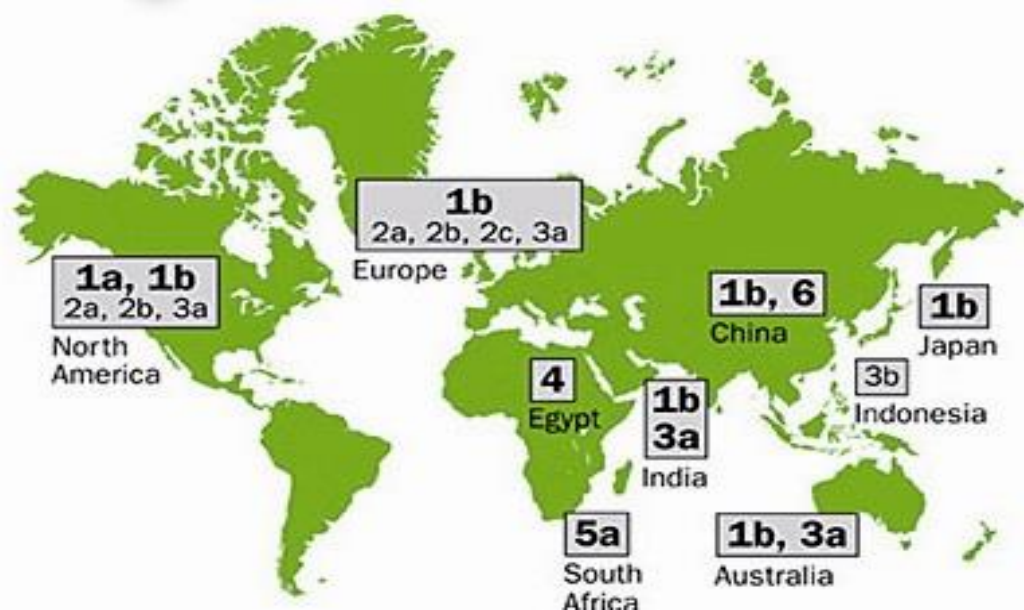 1b
2a, 2b, 2c, 3a
Europe
1a, 1b
2a, 2b, 3a
North
America
1b, 6
China
1b
Japan
4
Egypt
1b
3a
India
3b
Indonesia
5a
South
Africa
1b, 3a
Australia